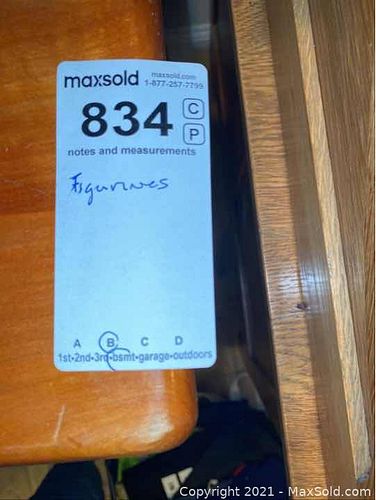 maxsold maxsold.com
1-877-257-7799
834 C
P
notes and measurements
Figurines
A B C D
1st-2nd-3rd-bsmt-garage-outdoors
Copyright © 2021 - MaxSold.com